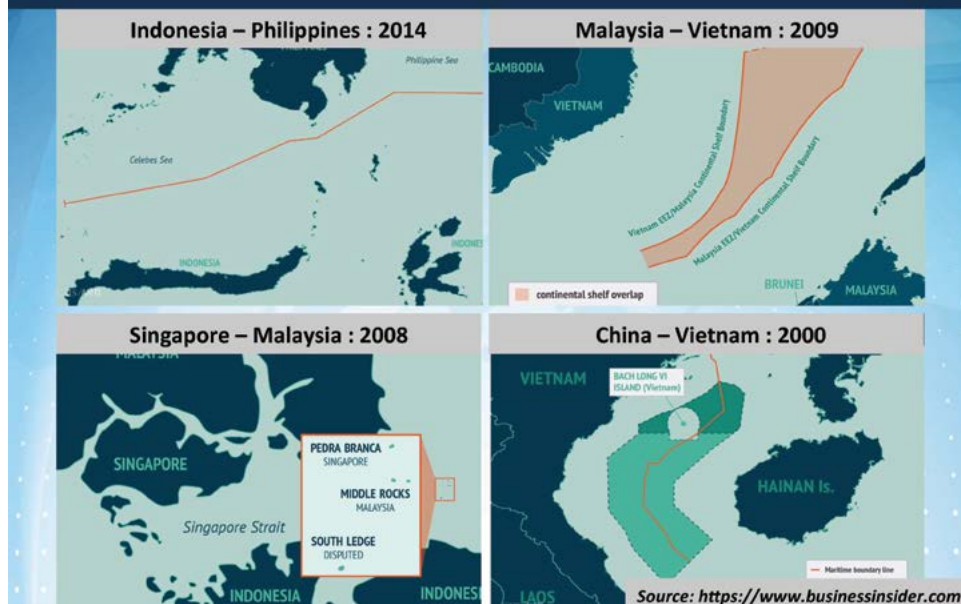 Indonesia – Philippines : 2014
Philippine Sea
Celebes Sea
INDONESIA
Malaysia – Vietnam : 2009
CAMBODIA
VIETNAM
Vietnam EEZ/Malaysia Continental Shelf Boundary
Malaysia EEZ/Vietnam Continental Shelf Boundary
BRUNEI
MALAYSIA
continental shelf overlap
Singapore – Malaysia : 2008
SINGAPORE
Singapore Strait
PEDRA BRANCA
SINGAPORE
MIDDLE ROCKS
MALAYSIA
SOUTH LEDGE
DISPUTED
INDONESIA
INDONES
China – Vietnam : 2000
VIETNAM
BACH LONG VI
ISLAND (Vietnam)
HAINAN Is.
LAOS
Maritime boundary line
Source: https://www.businessinsider.com